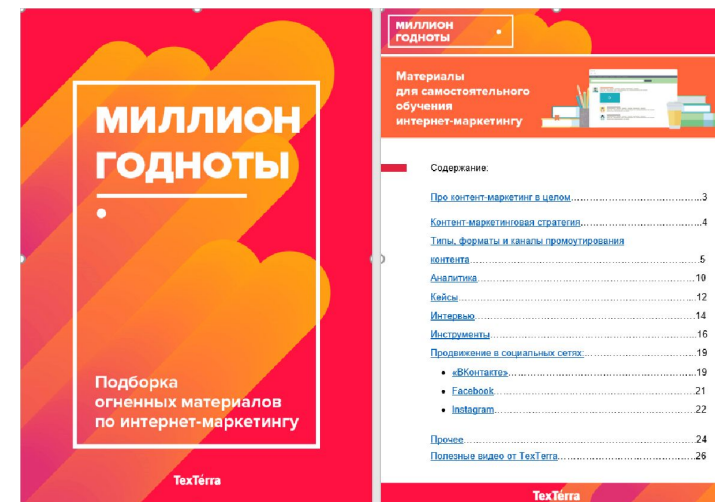 МИЛЛИОН
ГОДНОТЫ
Подборка
огненных материалов
по интернет-маркетингу
TexTerra
МИЛЛИОН
ГОДНОТЫ
Материалы
для самостоятельного
обучения
интернет-маркетингу
Содержание:
Про контент-маркетинг в целом.....3
Контент-маркетинговая стратегия.....4
Типы, форматы и каналы промоутирования
контента.....5
Аналитика.....10
Кейсы.....12
Интервью.....14
Инструменты.....16
Продвижение в социальных сетях:.....19
• «ВКонтакте».....19
• Facebook.....21
• Instagram.....22
Прочее.....24
Полезные видео от TexTerra.....26
TexTerra